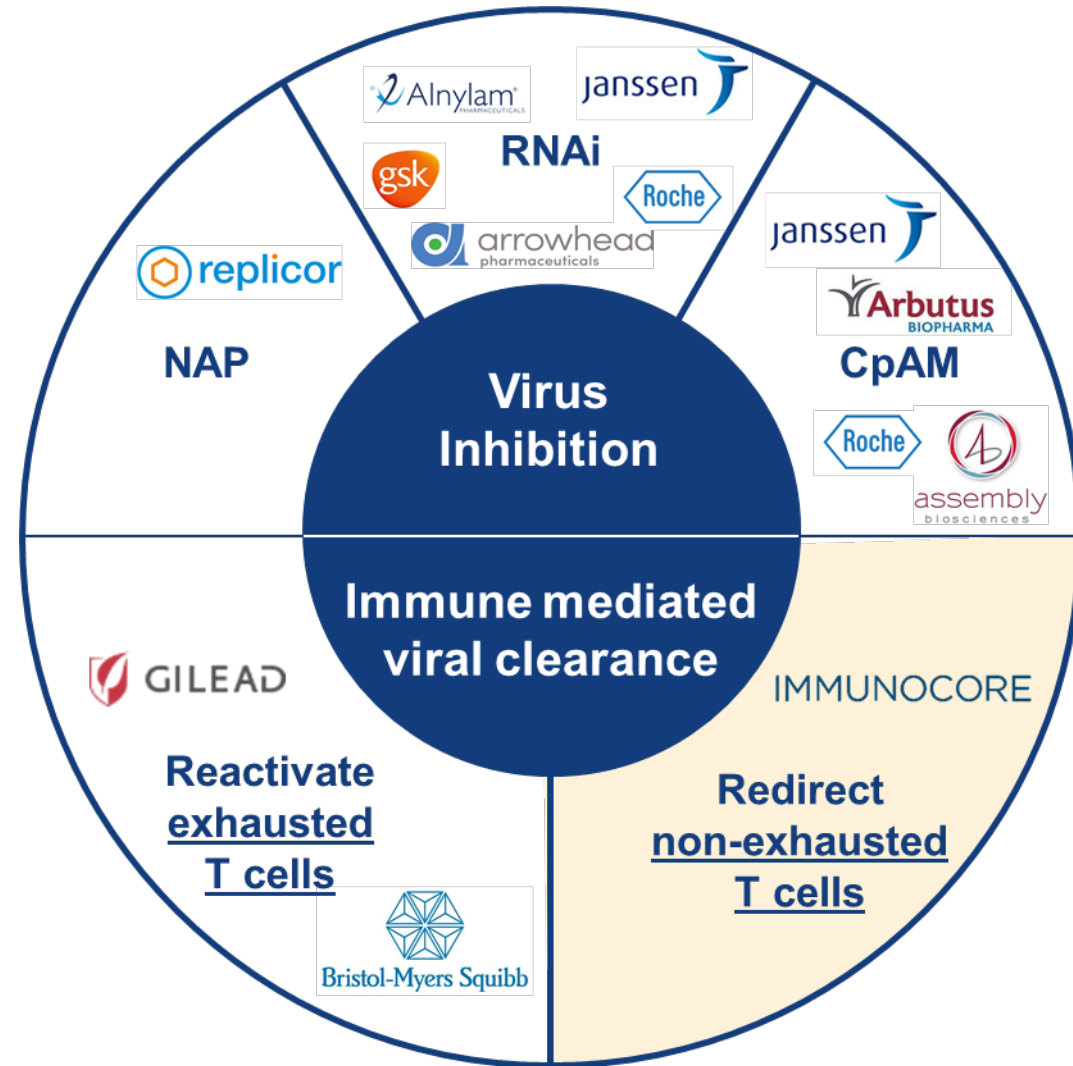 Alnylam
PHARMACEUTICALS
janssen
RNAi
gsk
Roche
arrowhead
pharmaceuticals
replicor
NAP
janssen
Arbutus
BIOPHARMA
CpAM
Roche
assembly
biosciences
Virus
Inhibition
Immune mediated
viral clearance
GILEAD
Reactivate
exhausted
T cells
Bristol-Myers Squibb
IMMUNOCORE
Redirect
non-exhausted
T cells